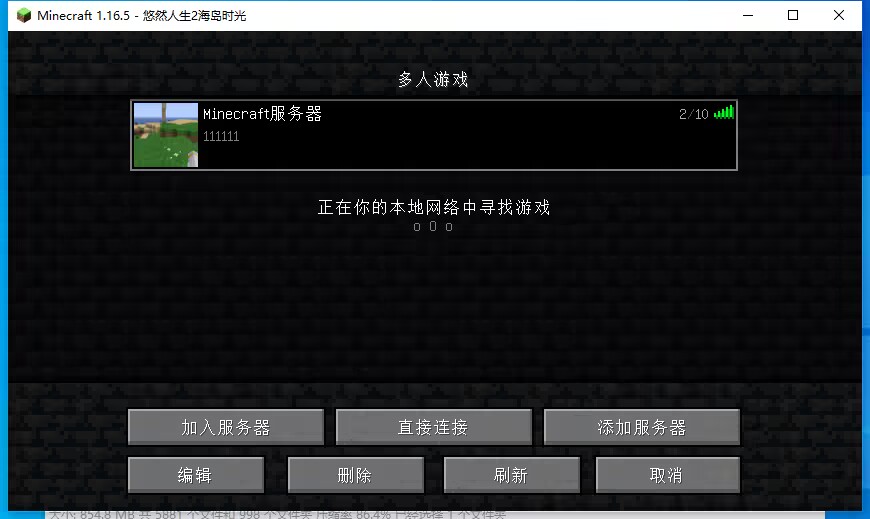 Minecraft 1.16.5 - 悠然人生2海岛时光
多人游戏
Minecraft服务器 2/10
111111
正在你的本地网络中寻找游戏
o O o
加入服务器 直接连接 添加服务器
编辑 删除 刷新 取消
大小: 854.8 MB 共 5881 个文件和 998 个文件夹 压缩率 86.4% 已经选择 1 个文件夹